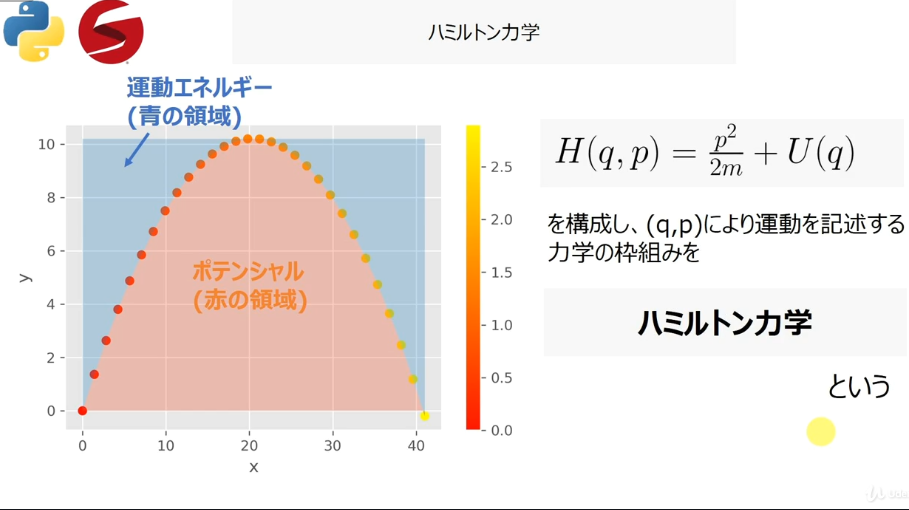 ハミルトン力学
運動エネルギー
(青の領域)
10
8
6
4
2
0
y
ポテンシャル
(赤の領域)
0
10
20
30
40
x
2.5
2.0
1.5
1.0
0.5
0.0
H(q, p) = p²/2m + U(q)
を構成し、(q,p)により運動を記述する
力学の枠組みを
ハミルトン力学
という